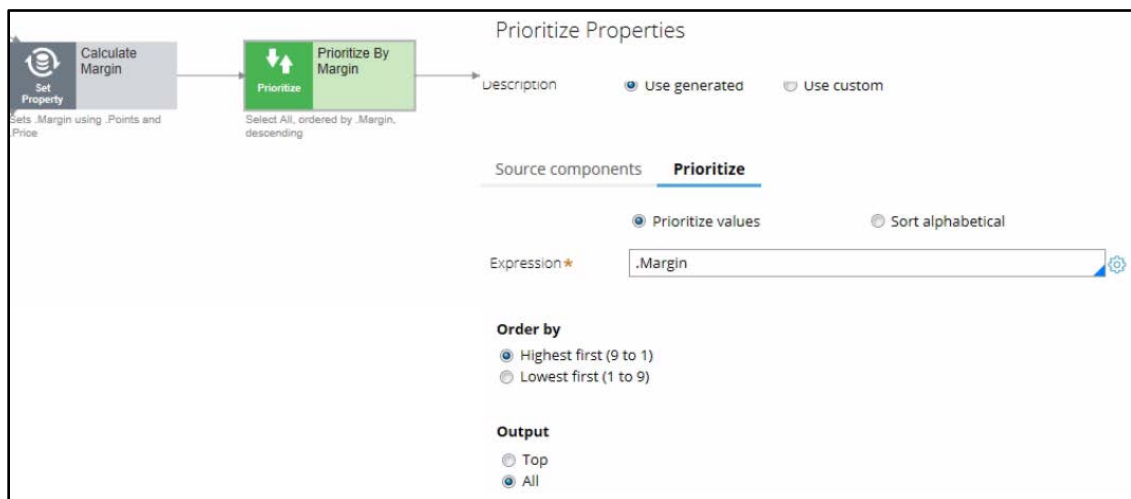 Prioritize Properties
Calculate
Margin
Set
Property
Sets .Margin using .Points and
.Price
Prioritize By
Margin
Prioritize
Select All, ordered by .Margin,
descending
Description Use generated Use custom
Source components Prioritize
Prioritize values Sort alphabetical
Expression* .Margin
Order by
Highest first (9 to 1)
Lowest first (1 to 9)
Output
Top
All